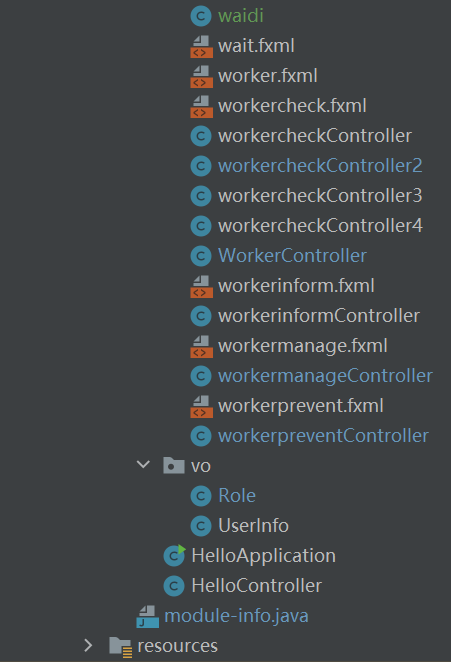 waidi
wait.fxml
worker.fxml
workercheck.fxml
workercheckController
workercheckController2
workercheckController3
workercheckController4
WorkerController
workerinform.fxml
workerinformController
workermanage.fxml
workermanageController
workerprevent.fxml
workerpreventController
vo
Role
UserInfo
HelloApplication
HelloController
module-info.java
resources